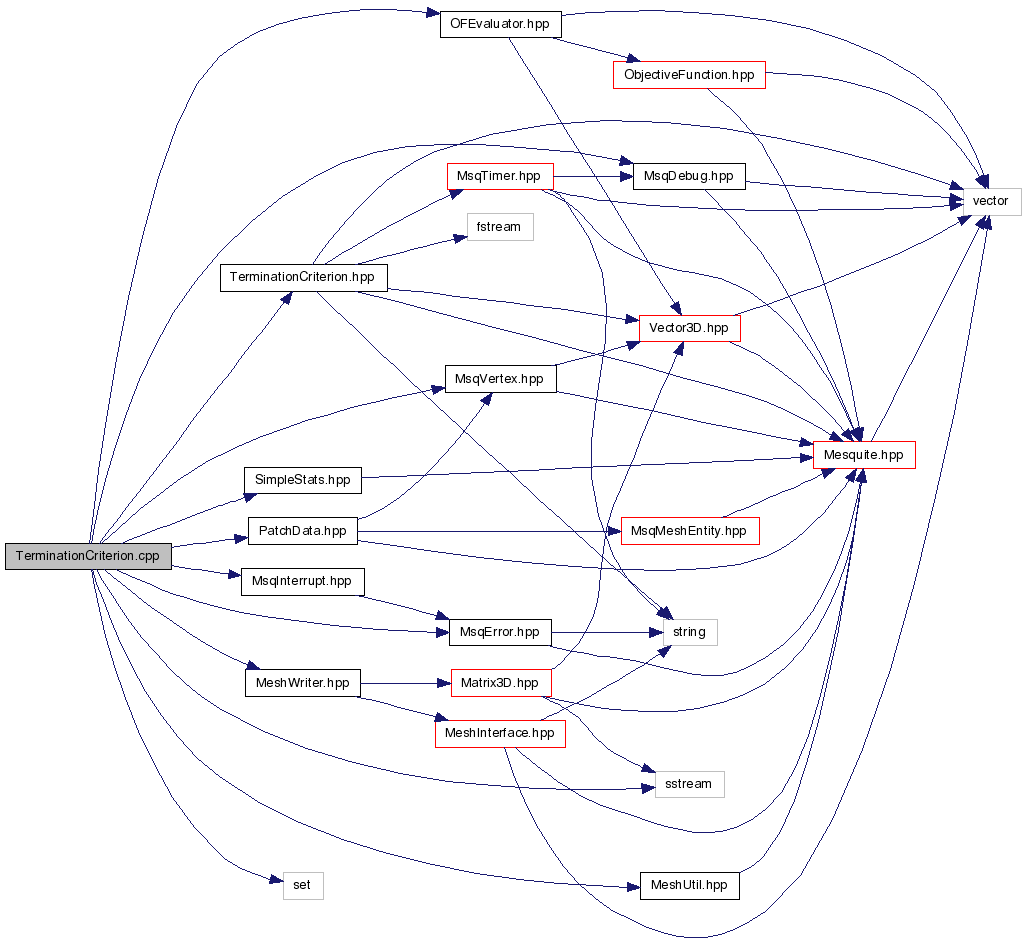 OFEvaluator.hpp
ObjectiveFunction.hpp
MsqTimer.hpp
MsqDebug.hpp
vector
fstream
TerminationCriterion.hpp
Vector3D.hpp
MsqVertex.hpp
Mesquite.hpp
SimpleStats.hpp
PatchData.hpp
MsqMeshEntity.hpp
TerminationCriterion.cpp
MsqInterrupt.hpp
MsqError.hpp
string
MeshWriter.hpp
Matrix3D.hpp
MeshInterface.hpp
sstream
set
MeshUtil.hpp